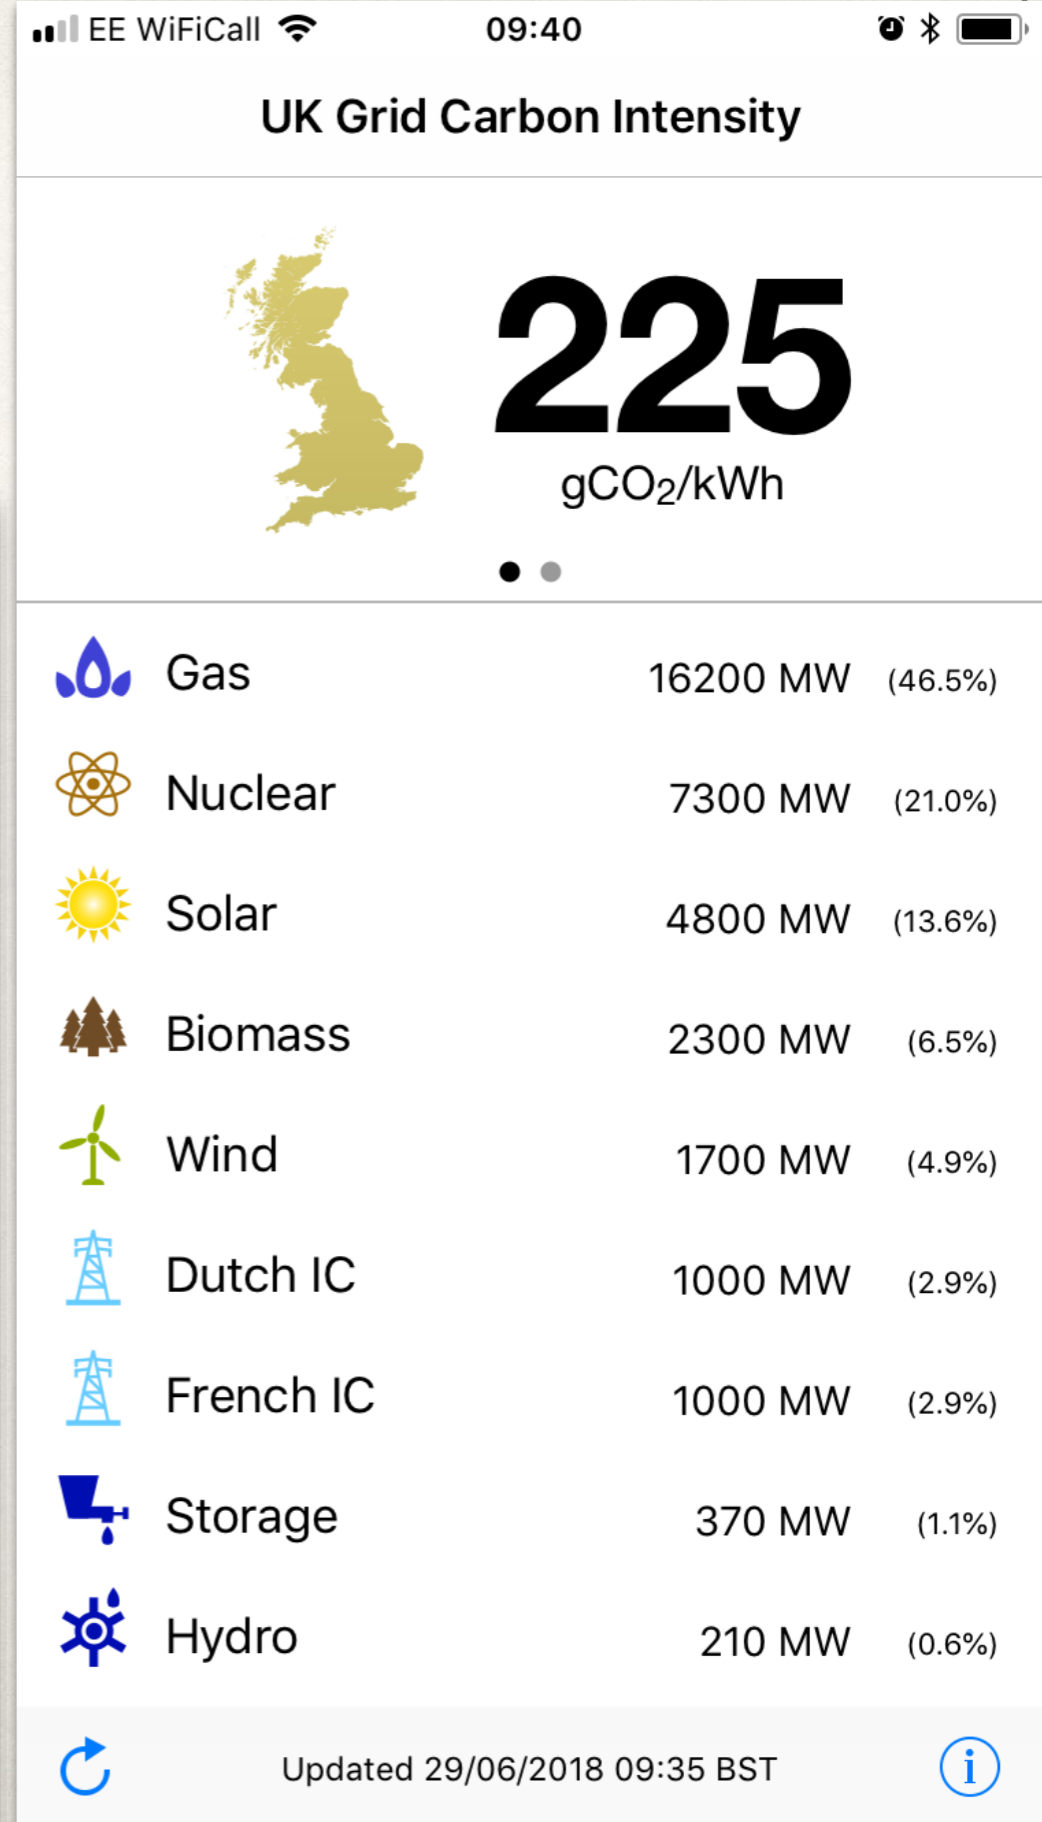 EE WiFiCall 09:40
UK Grid Carbon Intensity
225
gCO₂/kWh
Gas 16200 MW (46.5%)
Nuclear 7300 MW (21.0%)
Solar 4800 MW (13.6%)
Biomass 2300 MW (6.5%)
Wind 1700 MW (4.9%)
Dutch IC 1000 MW (2.9%)
French IC 1000 MW (2.9%)
Storage 370 MW (1.1%)
Hydro 210 MW (0.6%)
Updated 29/06/2018 09:35 BST i